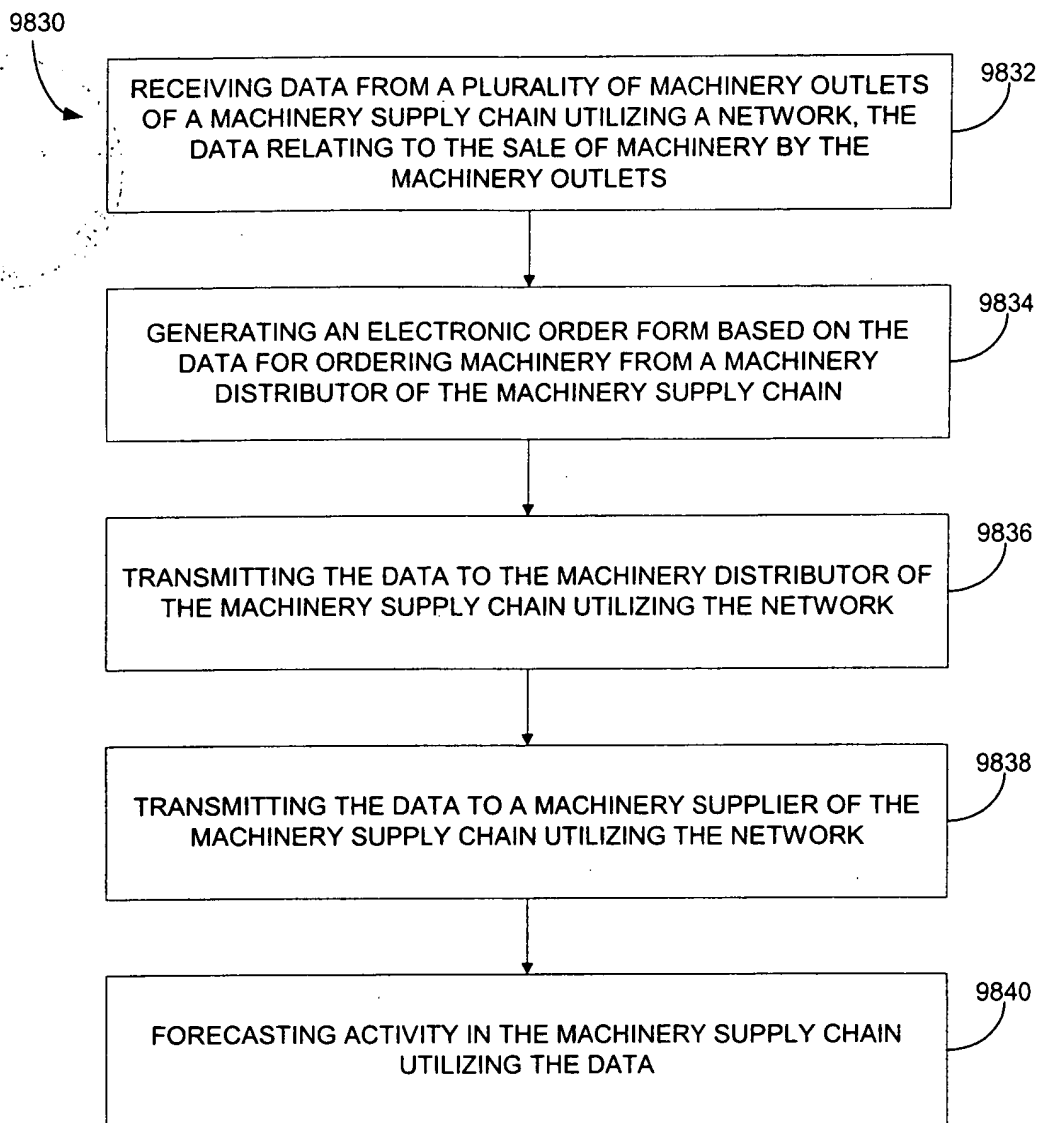 9830
RECEIVING DATA FROM A PLURALITY OF MACHINERY OUTLETS
OF A MACHINERY SUPPLY CHAIN UTILIZING A NETWORK, THE
DATA RELATING TO THE SALE OF MACHINERY BY THE
MACHINERY OUTLETS
9832
GENERATING AN ELECTRONIC ORDER FORM BASED ON THE
DATA FOR ORDERING MACHINERY FROM A MACHINERY
DISTRIBUTOR OF THE MACHINERY SUPPLY CHAIN
9834
TRANSMITTING THE DATA TO THE MACHINERY DISTRIBUTOR OF
THE MACHINERY SUPPLY CHAIN UTILIZING THE NETWORK
9836
TRANSMITTING THE DATA TO A MACHINERY SUPPLIER OF THE
MACHINERY SUPPLY CHAIN UTILIZING THE NETWORK
9838
FORECASTING ACTIVITY IN THE MACHINERY SUPPLY CHAIN
UTILIZING THE DATA
9840